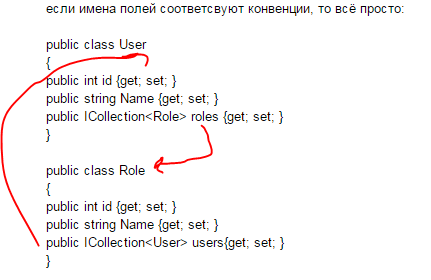 если имена полей соответсвуют конвенции, то всё просто:
public class User
{
public int id {get; set; }
public string Name {get; set; }
public ICollection<Role> roles {get; set; }
}
public class Role
{
public int id {get; set; }
public string Name {get; set; }
public ICollection<User> users{get; set; }
}